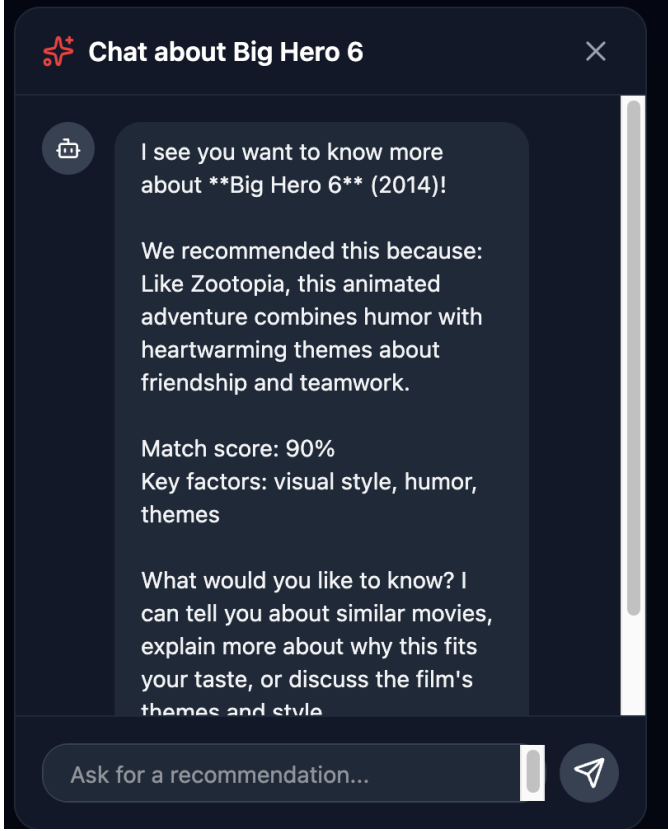 Chat about Big Hero 6
I see you want to know more
about **Big Hero 6** (2014)!
We recommended this because:
Like Zootopia, this animated
adventure combines humor with
heartwarming themes about
friendship and teamwork.
Match score: 90%
Key factors: visual style, humor,
themes
What would you like to know? I
can tell you about similar movies,
explain more about why this fits
your taste, or discuss the film's
themes and style
Ask for a recommendation...